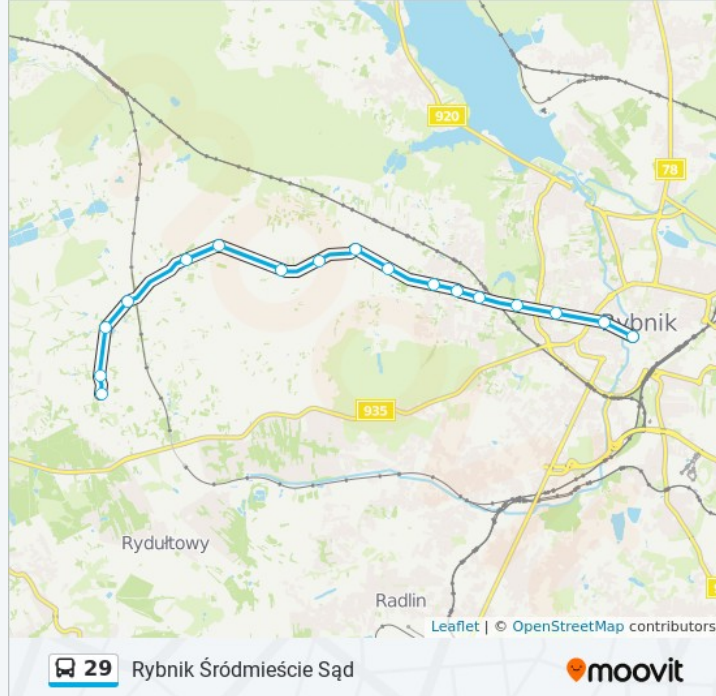 920
78
Rybnik
935
Rydułtowy
Radlin
Leaflet | © OpenStreetMap contributors
29 Rybnik Śródmieście Sąd
moovit